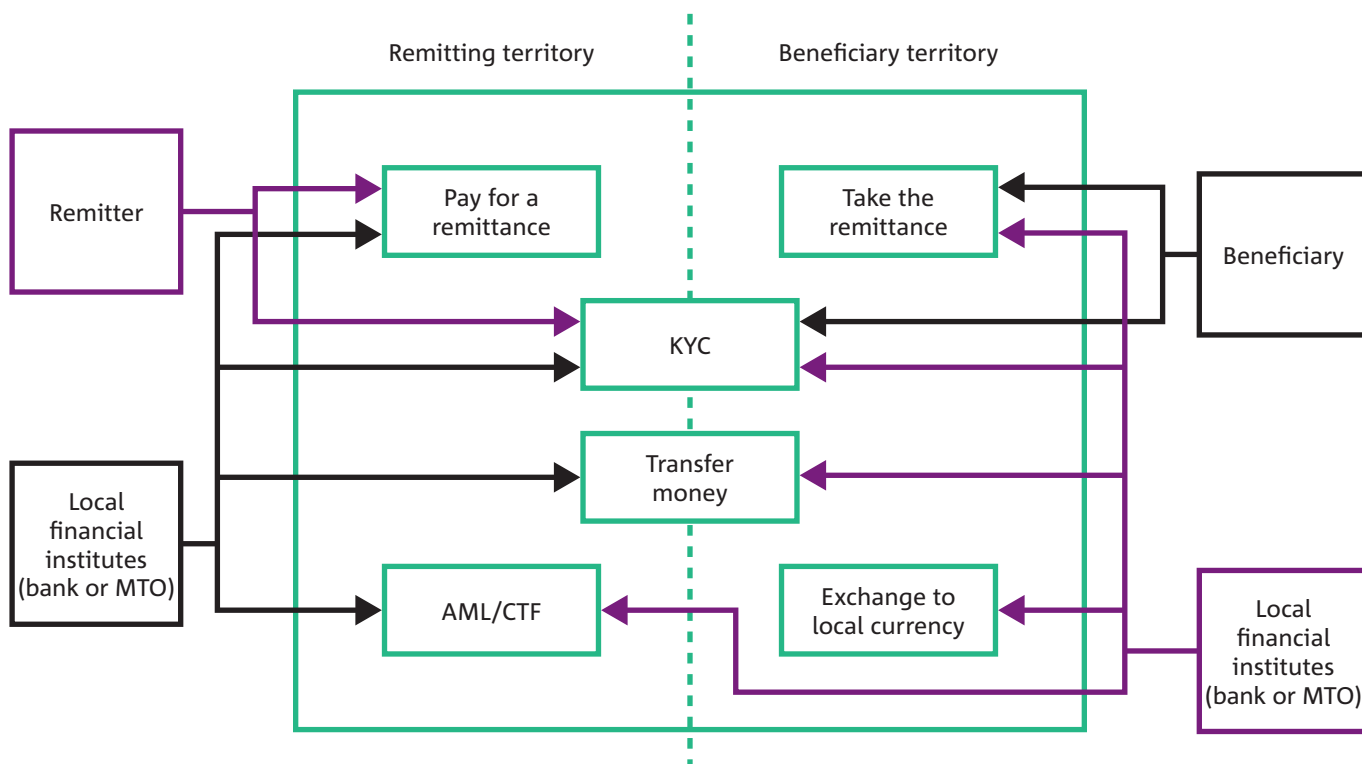 Remitting territory
Beneficiary territory
Remitter
Pay for a
remittance
Take the
remittance
Beneficiary
KYC
Transfer
money
Local
financial
institutes
(bank or MTO)
AML/CTF
Exchange to
local currency
Local
financial
institutes
(bank or MTO)